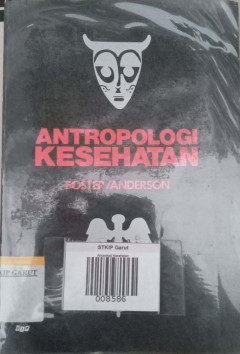 ANTROPOLOGI
KESEHATAN
FOSTER/ANDERSON
STKIP Garut
008586